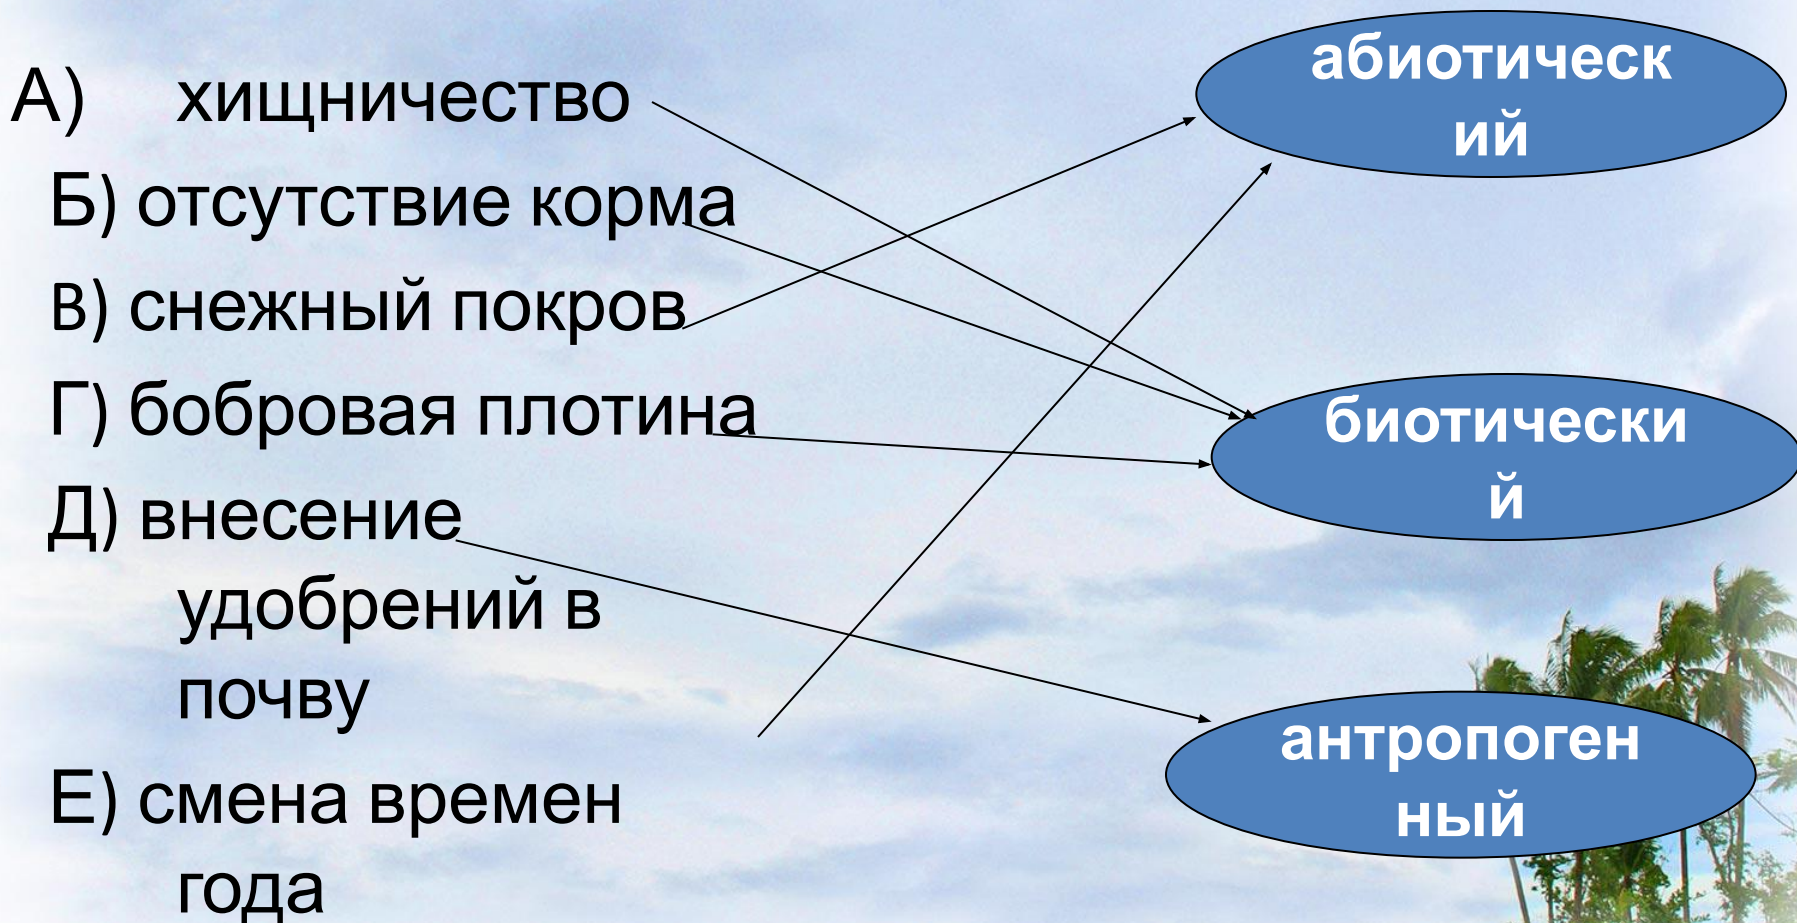 А) хищничество
Б) отсутствие корма
В) снежный покров
Г) бобровая плотина
Д) внесение
удобрений в
почву
Е) смена времен
года
абиотическ
ий
биотически
й
антропоген
ный